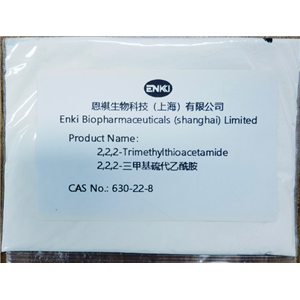 ENKI
恩祺生物科技（上海）有限公司
Enki Biopharmaceuticals (shanghai) Limited
Product Name:
2,2,2-Trimethylthioacetamide
2,2,2-三甲基硫代乙酰胺
CAS No.: 630-22-8